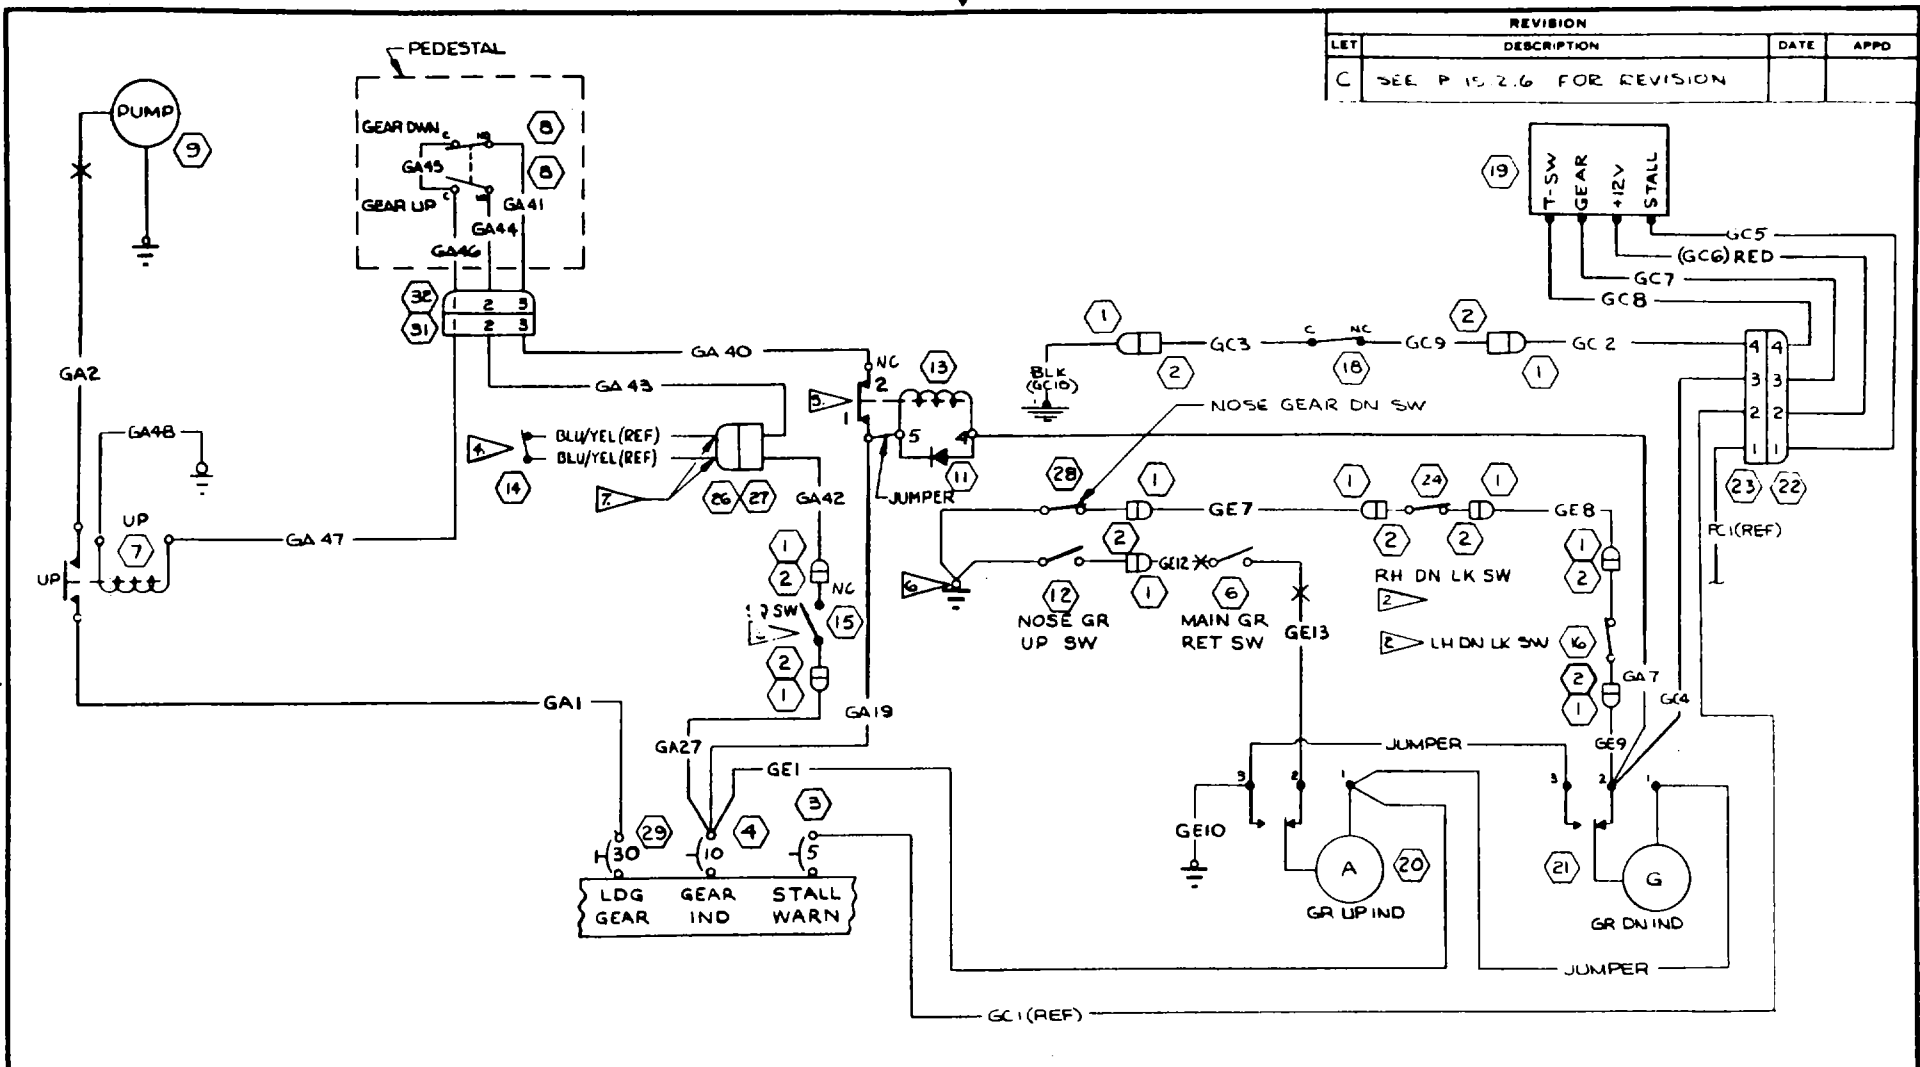 REVISION
LET DESCRIPTION DATE APPD
C SEE P 15.2.6 FOR REVISION
PEDESTAL
PUMP
9
GEAR DWN C NO
8
GA45
8
GEAR UP C
GA41
GA44
GA46
32 1 2 3
31 1 2 3
19
T-SW GEAR +12V STALL
GC5
(GC6) RED
GC7
GC8
GA2
GA 40
NC
2
13
GA 43
1
5 4
11
JUMPER
1
GC3
2
C NC
18
GC9
2
GC 2
1
BLK
4 4
3 3
2 2
1 1
23 22
PC1(REF)
NOSE GEAR DN SW
4.
BLU/YEL (REF)
BLU/YEL (REF)
14
7.
26 27
GA42
GA48
UP
7
UP
GA 47
28
1
GE7
1
24
1
GE8
2
2
2
RH DN LK SW
2
1
2
6
GE12
12
1
6
NOSE GR
UP SW
MAIN GR
RET SW
GE13
2 LH DN LK SW 16
1
2
NC
SW
15
2
1
2
1
GA7
GC4
GE9
GA1
GA19
GA27
GE1
JUMPER
3 2 1
3 2 1
GE10
A
20
GR UP IND
21
G
GR DN IND
29 4 3
30 10 5
LDG GEAR STALL
GEAR IND WARN
JUMPER
GC1(REF)